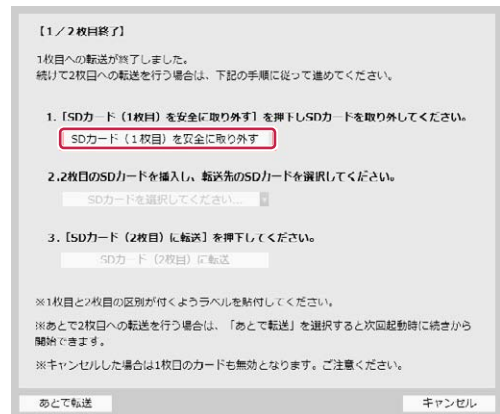 【1／2枚目終了】
1枚目への転送が終了しました。
続けて2枚目への転送を行う場合は、下記の手順に従って進めてください。
1.［SDカード（1枚目）を安全に取り外す］を押下しSDカードを取り外してください。
SDカード（1枚目）を安全に取り外す
2.2枚目のSDカードを挿入し、転送先のSDカードを選択してください。
SDカードを選択してください...
3.［SDカード（2枚目）に転送］を押下してください。
SDカード（2枚目）に転送
※1枚目と2枚目の区別が付くようラベルを貼付してください。
※あとで2枚目への転送を行う場合は、「あとで転送」を選択すると次回起動時に続きから
開始できます。
※キャンセルした場合は1枚目のカードも無効となります。ご注意ください。
あとで転送
キャンセル